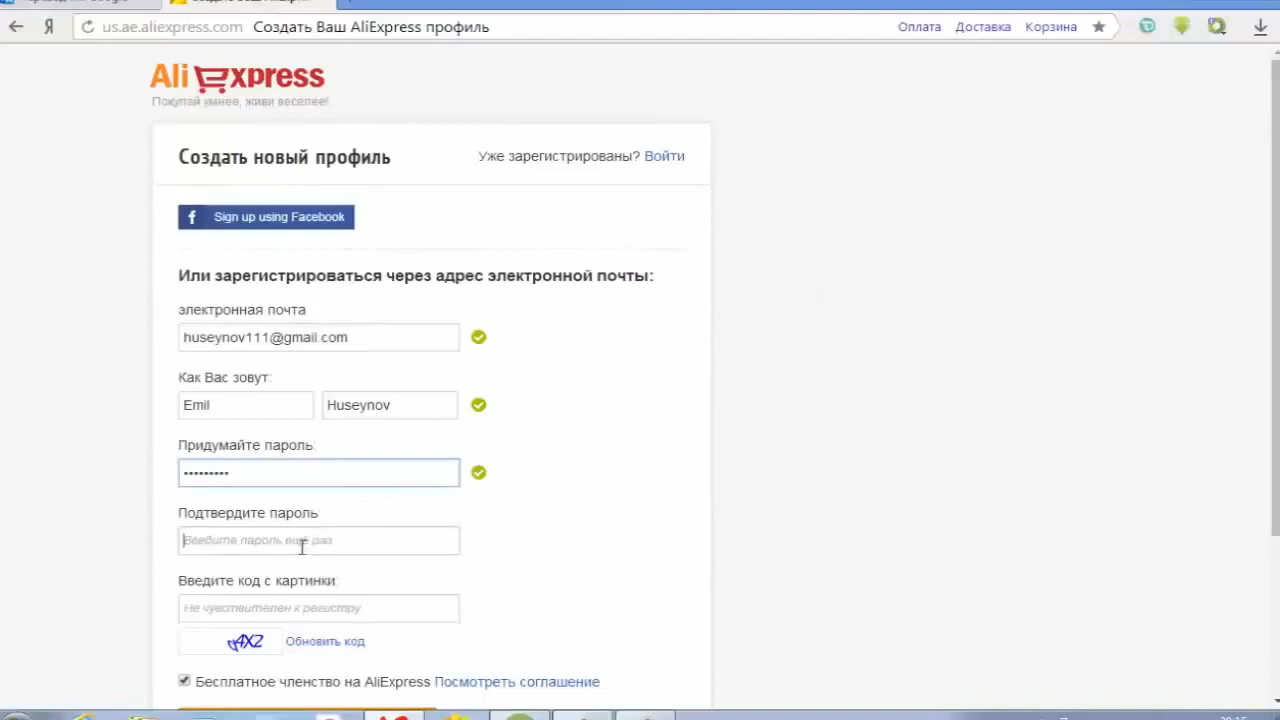 Я us.ae.aliexpress.com Создать Ваш AliExpress профиль Оплата Доставка Корзина
AliExpress
Покупай умнее, живи веселее!
Создать новый профиль Уже зарегистрированы? Войти
f Sign up using Facebook
Или зарегистрироваться через адрес электронной почты:
электронная почта
huseynov111@gmail.com
Как Вас зовут:
Emil Huseynov
Придумайте пароль:
•••••••••
Подтвердите пароль
Введите пароль ещё раз
Введите код с картинки:
Не чувствителен к регистру
Обновить код
Бесплатное членство на AliExpress Посмотреть соглашение